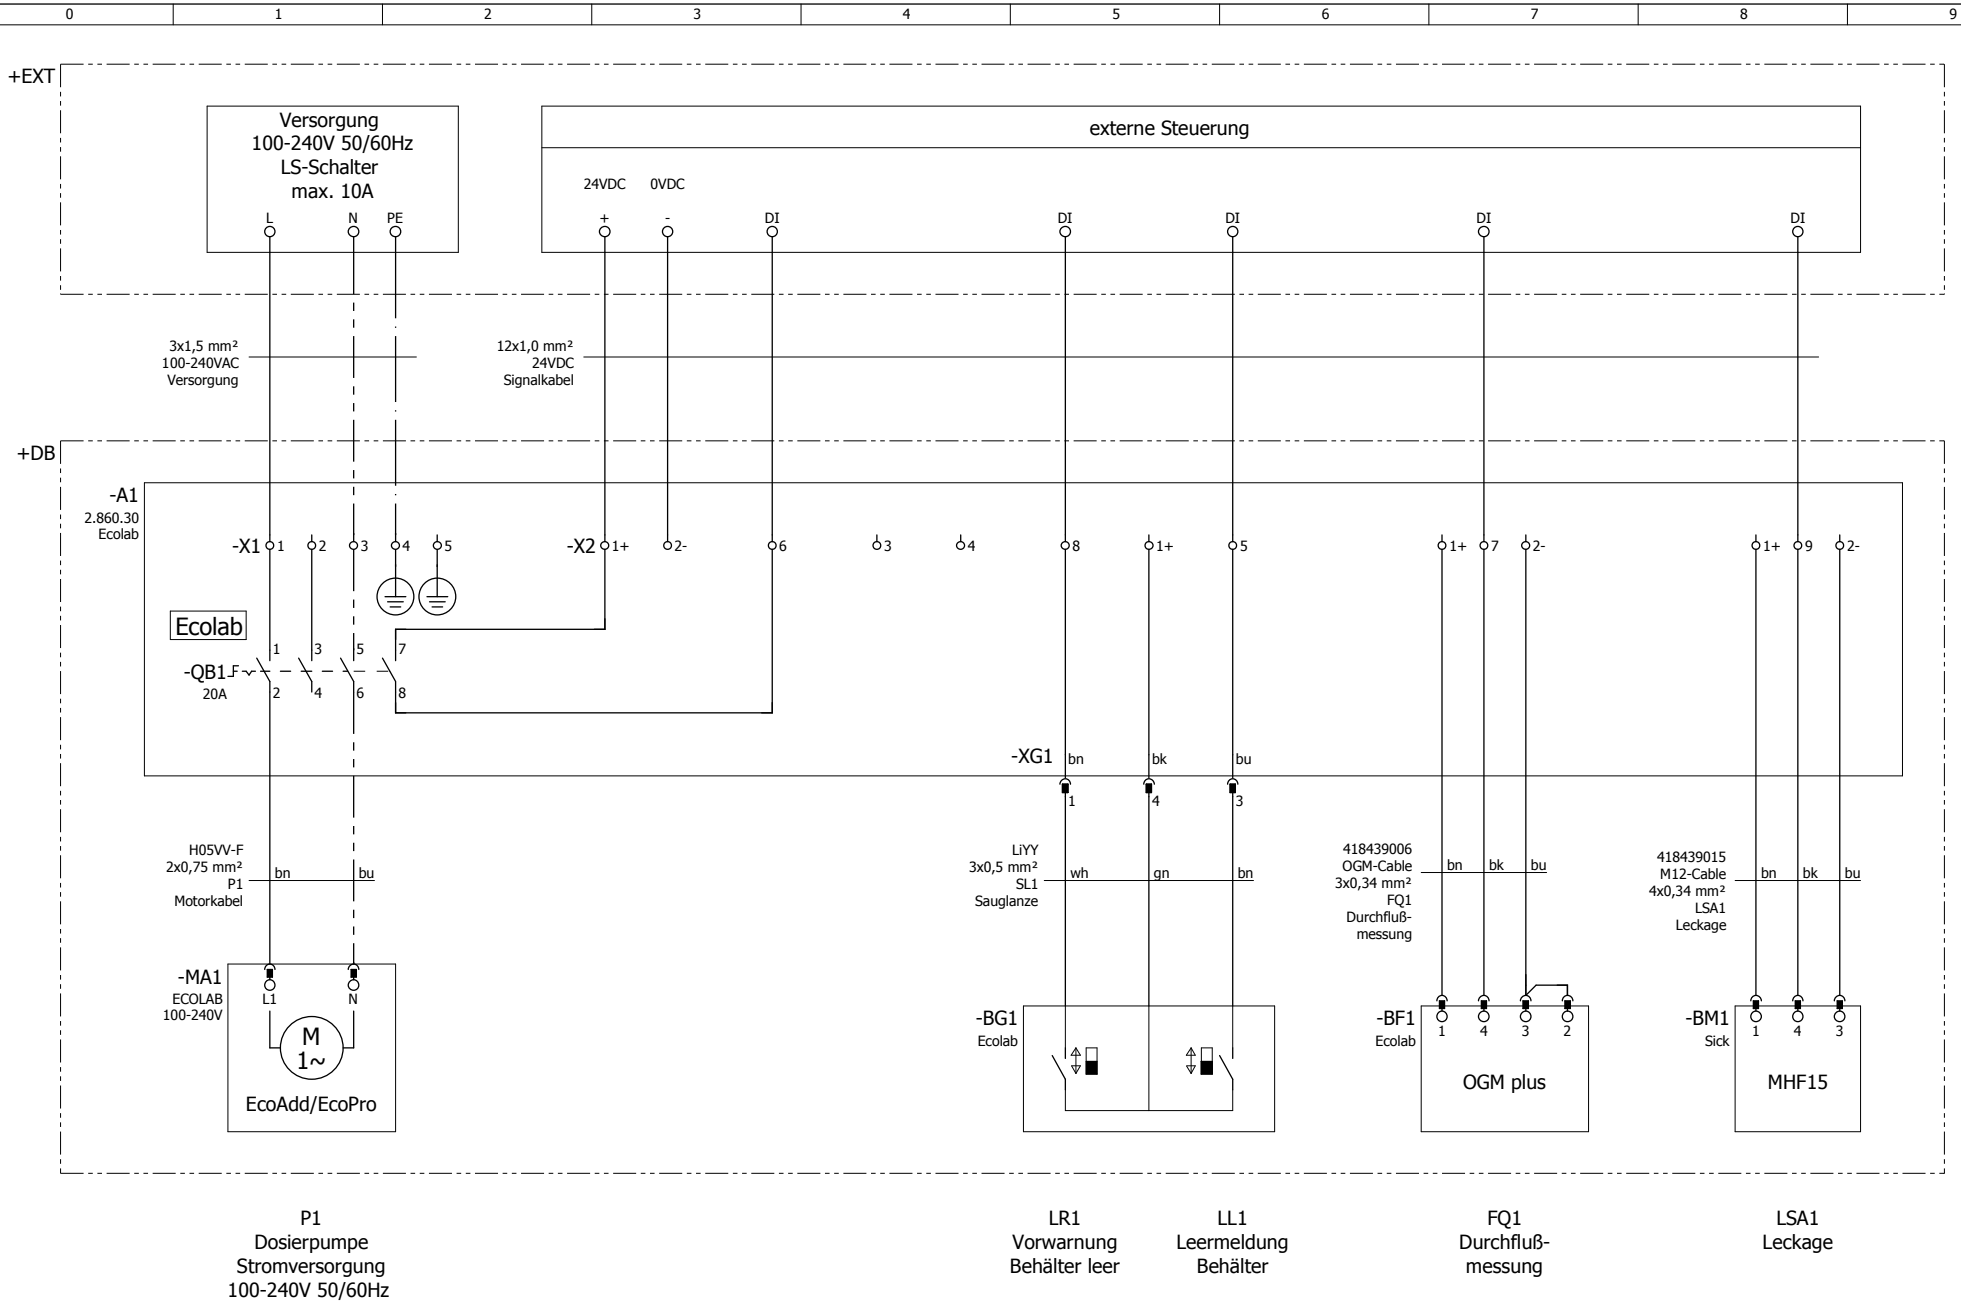 0 1 2 3 4 5 6 7 8 9
+EXT
Versorgung
100-240V 50/60Hz
LS-Schalter
max. 10A
L N PE
externe Steuerung
24VDC 0VDC
+ - DI DI DI DI DI
3x1,5 mm²
100-240VAC
Versorgung
12x1,0 mm²
24VDC
Signalkabel
+DB
-A1
2.860.30
Ecolab
-X1 1 2 3 4 5 -X2 1+ 2- 6 3 4 8 1+ 5 1+ 7 2- 1+ 9 2-
Ecolab
1 3 5 7
-QB1
20A
2 4 6 8
-XG1 bn bk bu
1 4 3
H05VV-F
2x0,75 mm²
P1
Motorkabel
bn bu
LiYY
3x0,5 mm²
SL1
Sauglanze
wh gn bn
418439006
OGM-Cable
3x0,34 mm²
FQ1
Durchfluß-
messung
bn bk bu
418439015
M12-Cable
4x0,34 mm²
LSA1
Leckage
bn bk bu
-MA1
ECOLAB
100-240V
L1 N
M
1~
EcoAdd/EcoPro
-BG1
Ecolab
-BF1
Ecolab
1 4 3 2
OGM plus
-BM1
Sick
1 4 3
MHF15
P1
Dosierpumpe
Stromversorgung
100-240V 50/60Hz
LR1
Vorwarnung
Behälter leer
LL1
Leermeldung
Behälter
FQ1
Durchfluß-
messung
LSA1
Leckage